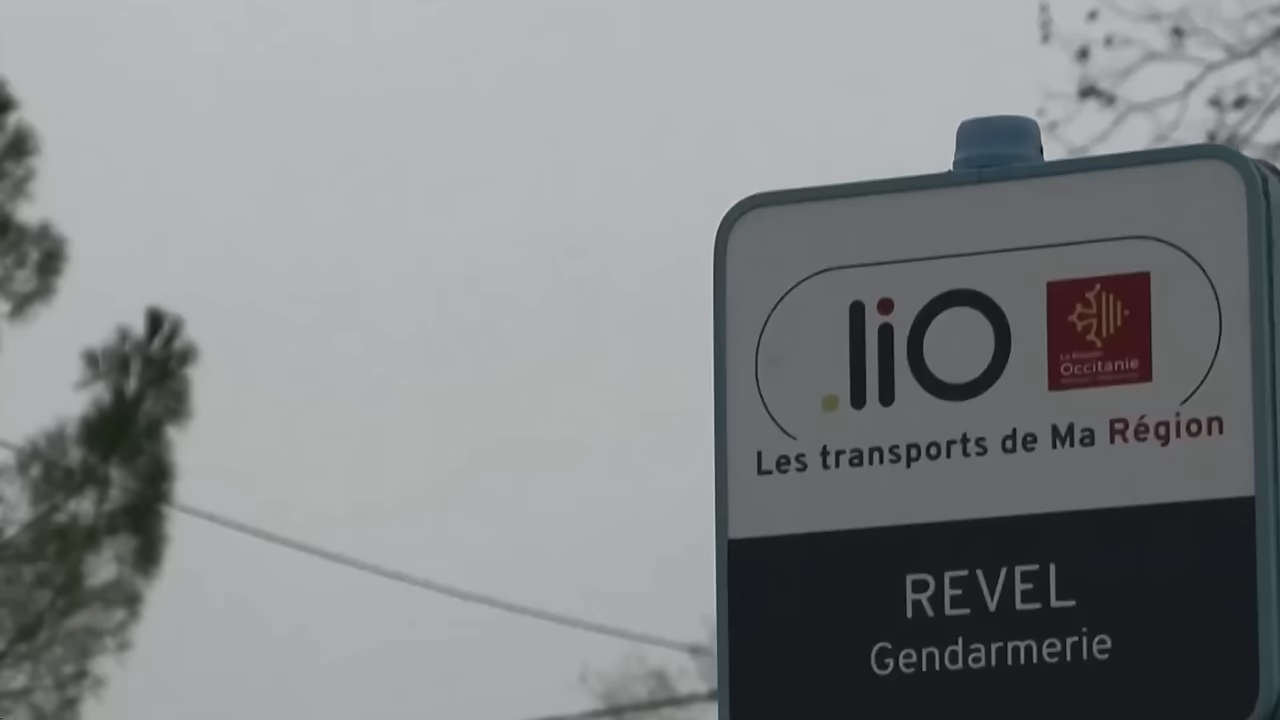 .liO
La Région
Occitanie
Les transports de Ma Région
REVEL
Gendarmerie